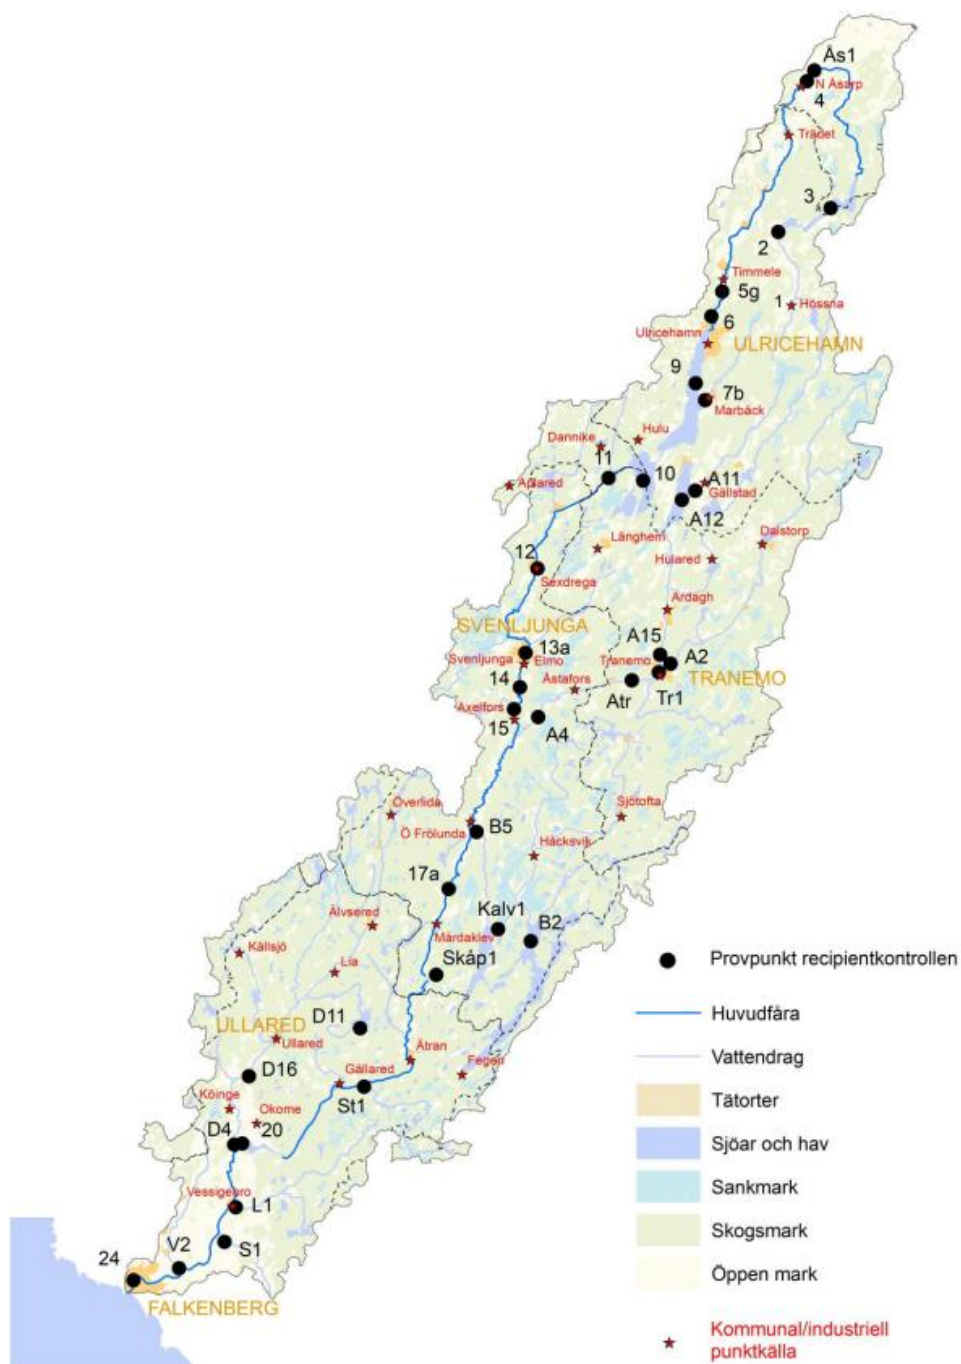 Ås1
N Åsarp
4
Trädet
3
2
Timmele
5g
1
Hössna
6
Ulricehamn
ULRICEHAMN
9
7b
Marbäck
Hulu
Dannike
11
10
A11
Gällstad
Aplared
A12
Dalstorp
Länghem
Hulared
12
Sexdrega
Ardagh
SVENLJUNGA
A15
13a
Svenljunga
Elmo
Tranemo
A2
Åstafors
TRANEMO
14
Atr
Tr1
Axelfors
15
A4
Överlida
Sjötofta
Ö Frölunda
B5
Håcksvik
17a
Kalv1
Älvsered
Mårdaklev
B2
Källsjö
Lia
Skåp1
Provpunkt recipientkontrollen
Huvudfåra
ULLARED
D11
Ullared
Ätran
Vattendrag
D16
Gällared
Fegen
St1
Tätorter
Köinge
Okome
D4
20
Sjöar och hav
Sankmark
Vessigebro
L1
Skogsmark
V2
S1
24
Öppen mark
FALKENBERG
Kommunal/industriell
punktkälla